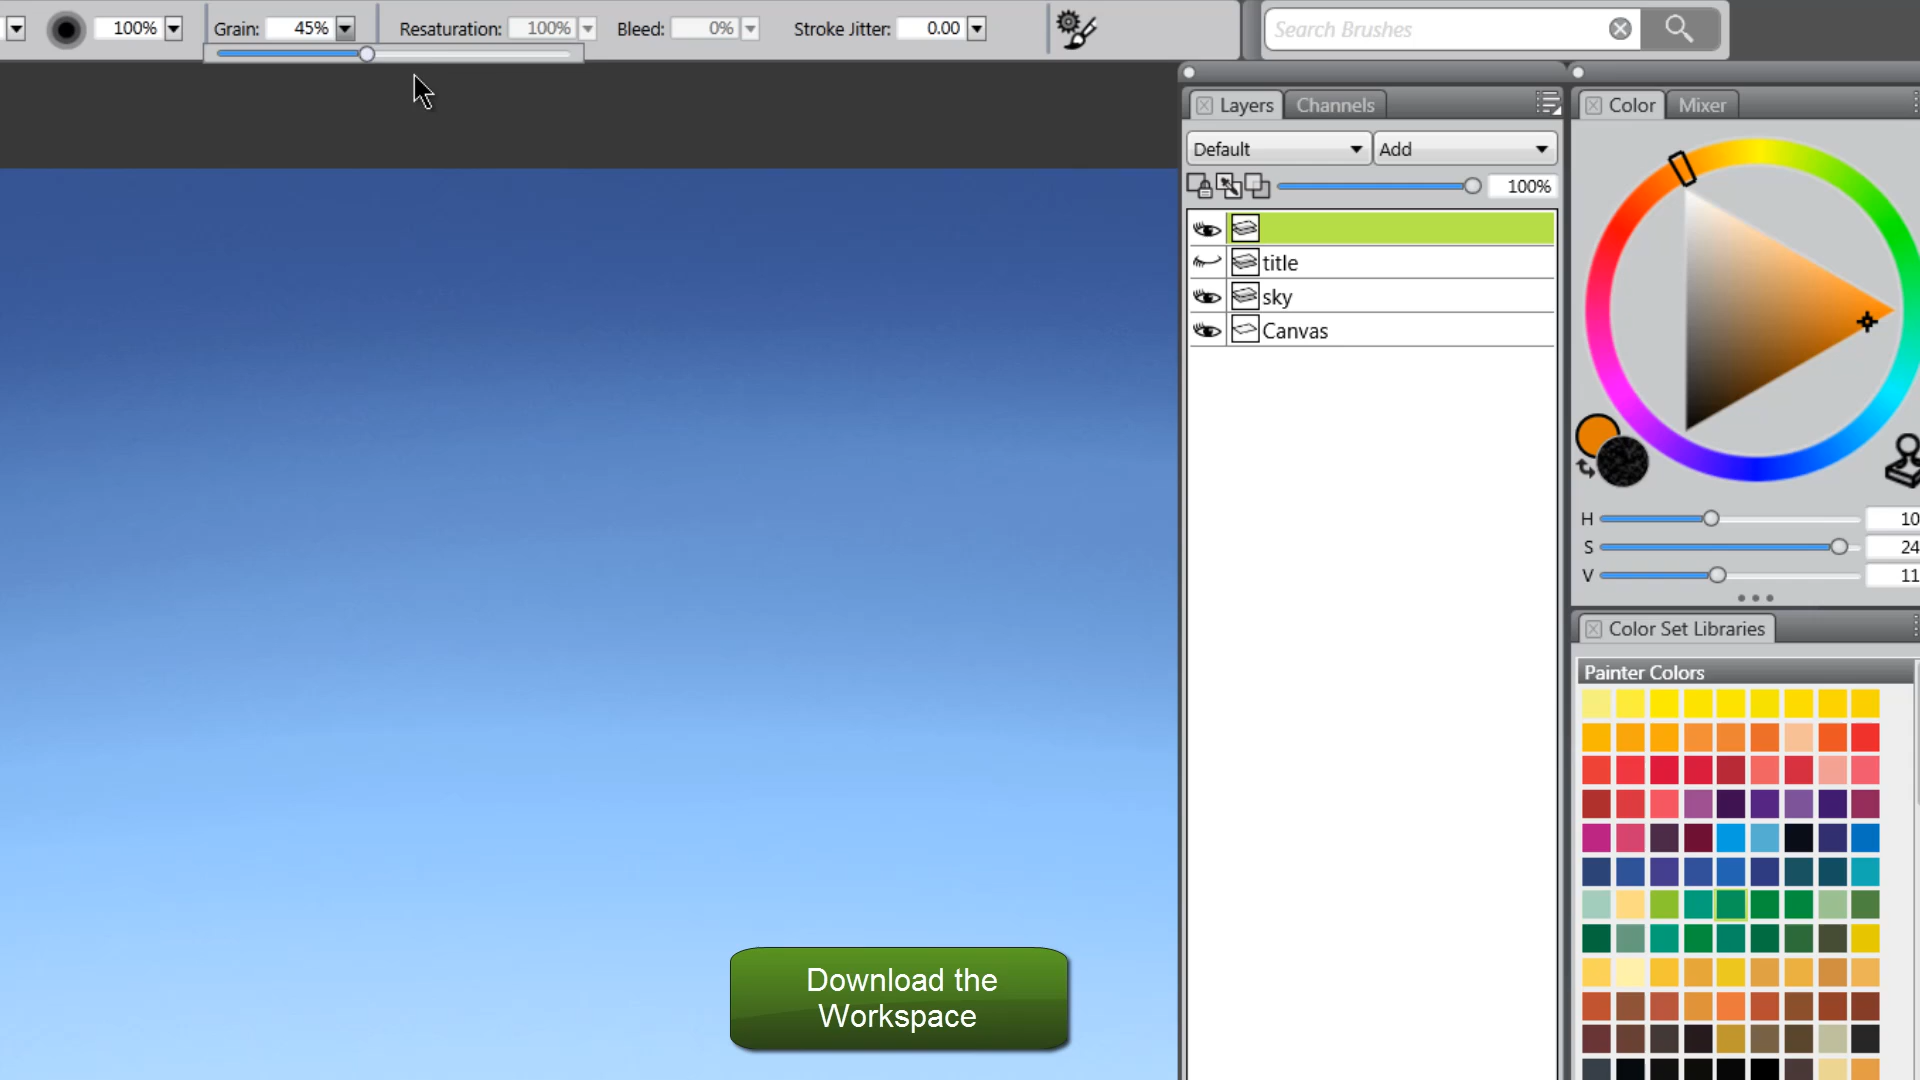 100%
Grain: 45%
Resaturation: 100%
Bleed: 0%
Stroke Jitter: 0.00
Search Brushes
Layers
Channels
Default
Add
100%
title
sky
Canvas
Color
Mixer
H 10
S 24
V 11
Color Set Libraries
Painter Colors
Download the
Workspace